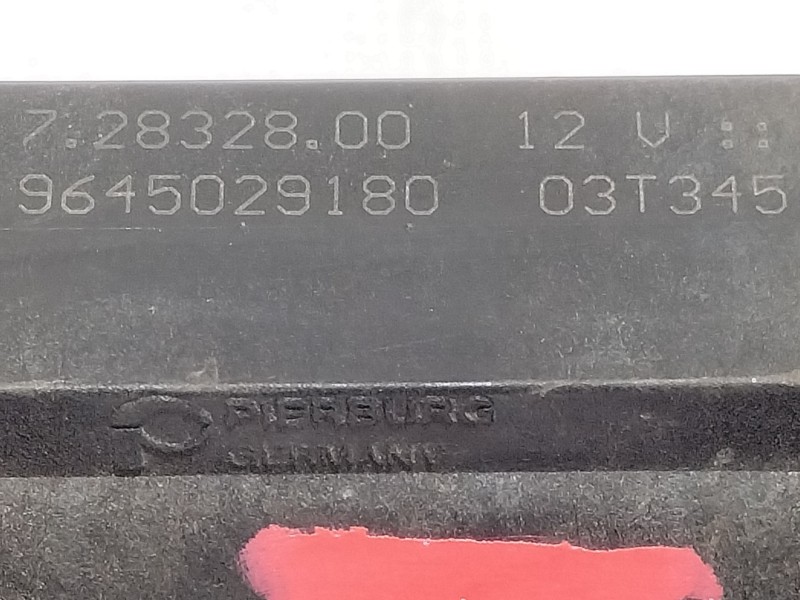 7.28328.00 12 V ::
9645029180 03T345
PIERBURG
GERMANY